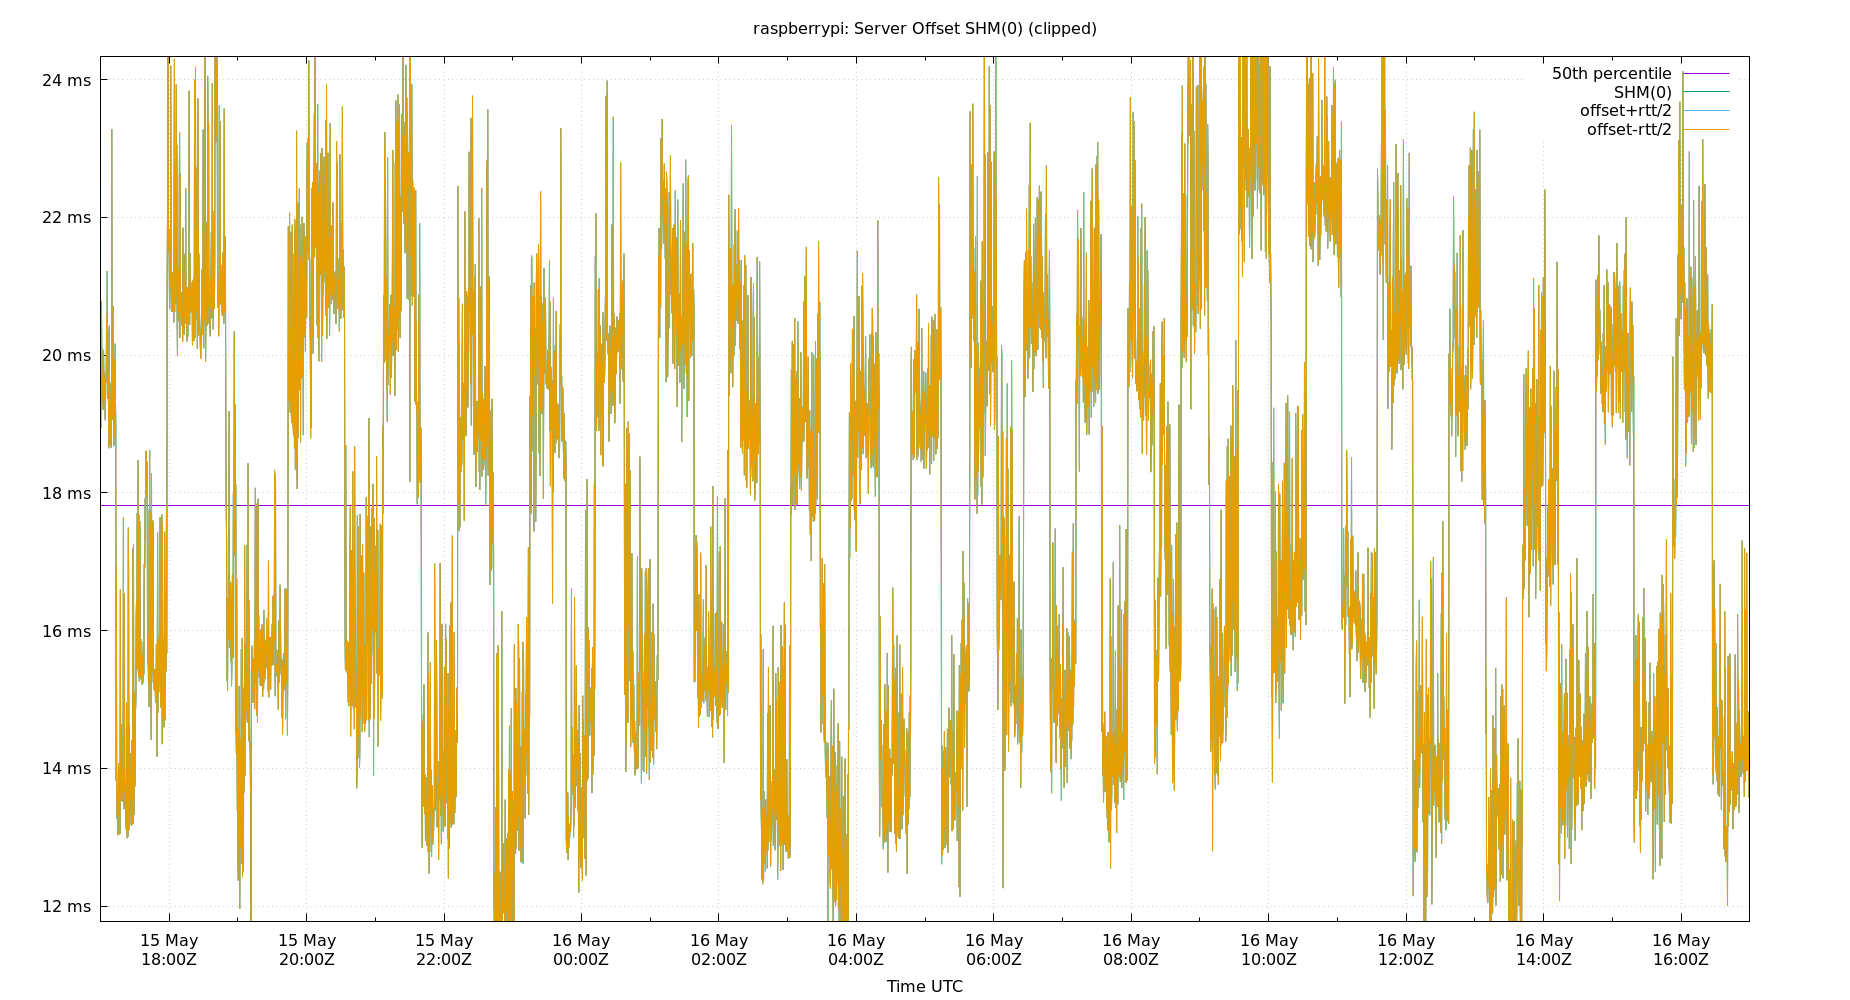 raspberrypi: Server Offset SHM(0) (clipped)
24 ms
22 ms
20 ms
18 ms
16 ms
14 ms
12 ms
50th percentile
SHM(0)
offset+rtt/2
offset-rtt/2
15 May 15 May 15 May 16 May 16 May 16 May 16 May 16 May 16 May 16 May 16 May 16 May
18:00Z 20:00Z 22:00Z 00:00Z 02:00Z 04:00Z 06:00Z 08:00Z 10:00Z 12:00Z 14:00Z 16:00Z
Time UTC